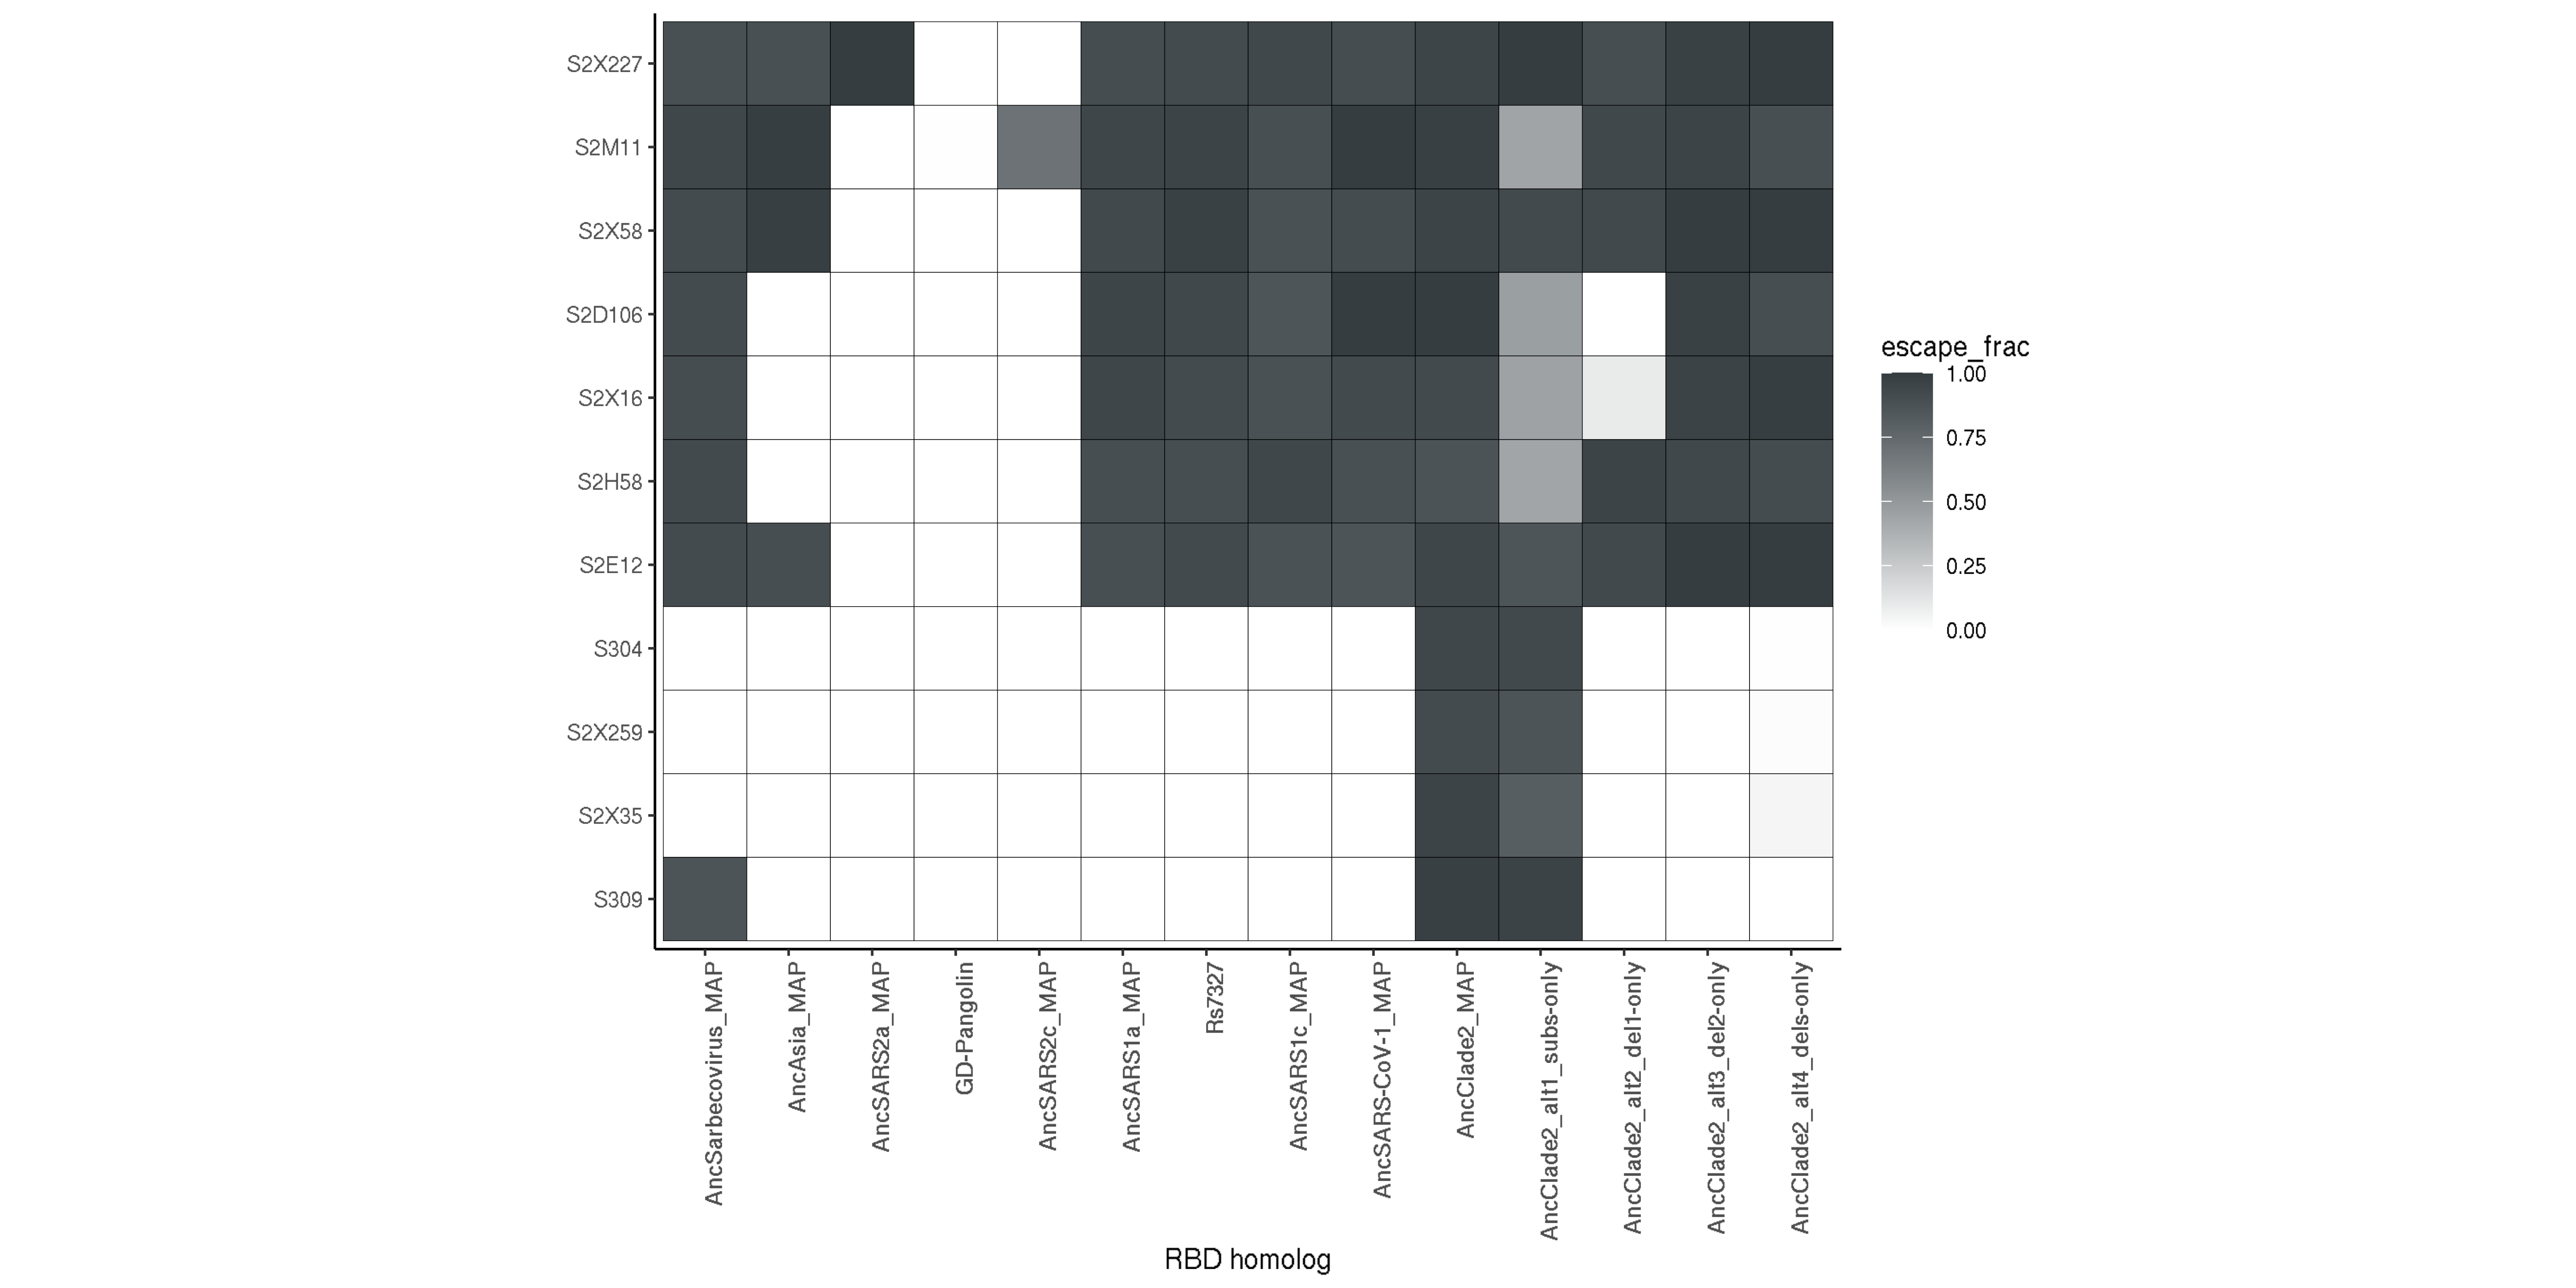 S2X227
S2M11
S2X58
S2D106
S2X16
S2H58
S2E12
S304
S2X259
S2X35
S309
AncSarbecovirus_MAP
AncAsia_MAP
AncSARS2a_MAP
GD-Pangolin
AncSARS2c_MAP
AncSARS1a_MAP
Rs7327
AncSARS1c_MAP
AncSARS-CoV-1_MAP
AncClade2_MAP
AncClade2_alt1_subs-only
AncClade2_alt2_del1-only
AncClade2_alt3_del2-only
AncClade2_alt4_dels-only
RBD homolog
escape_frac
1.00
0.75
0.50
0.25
0.00